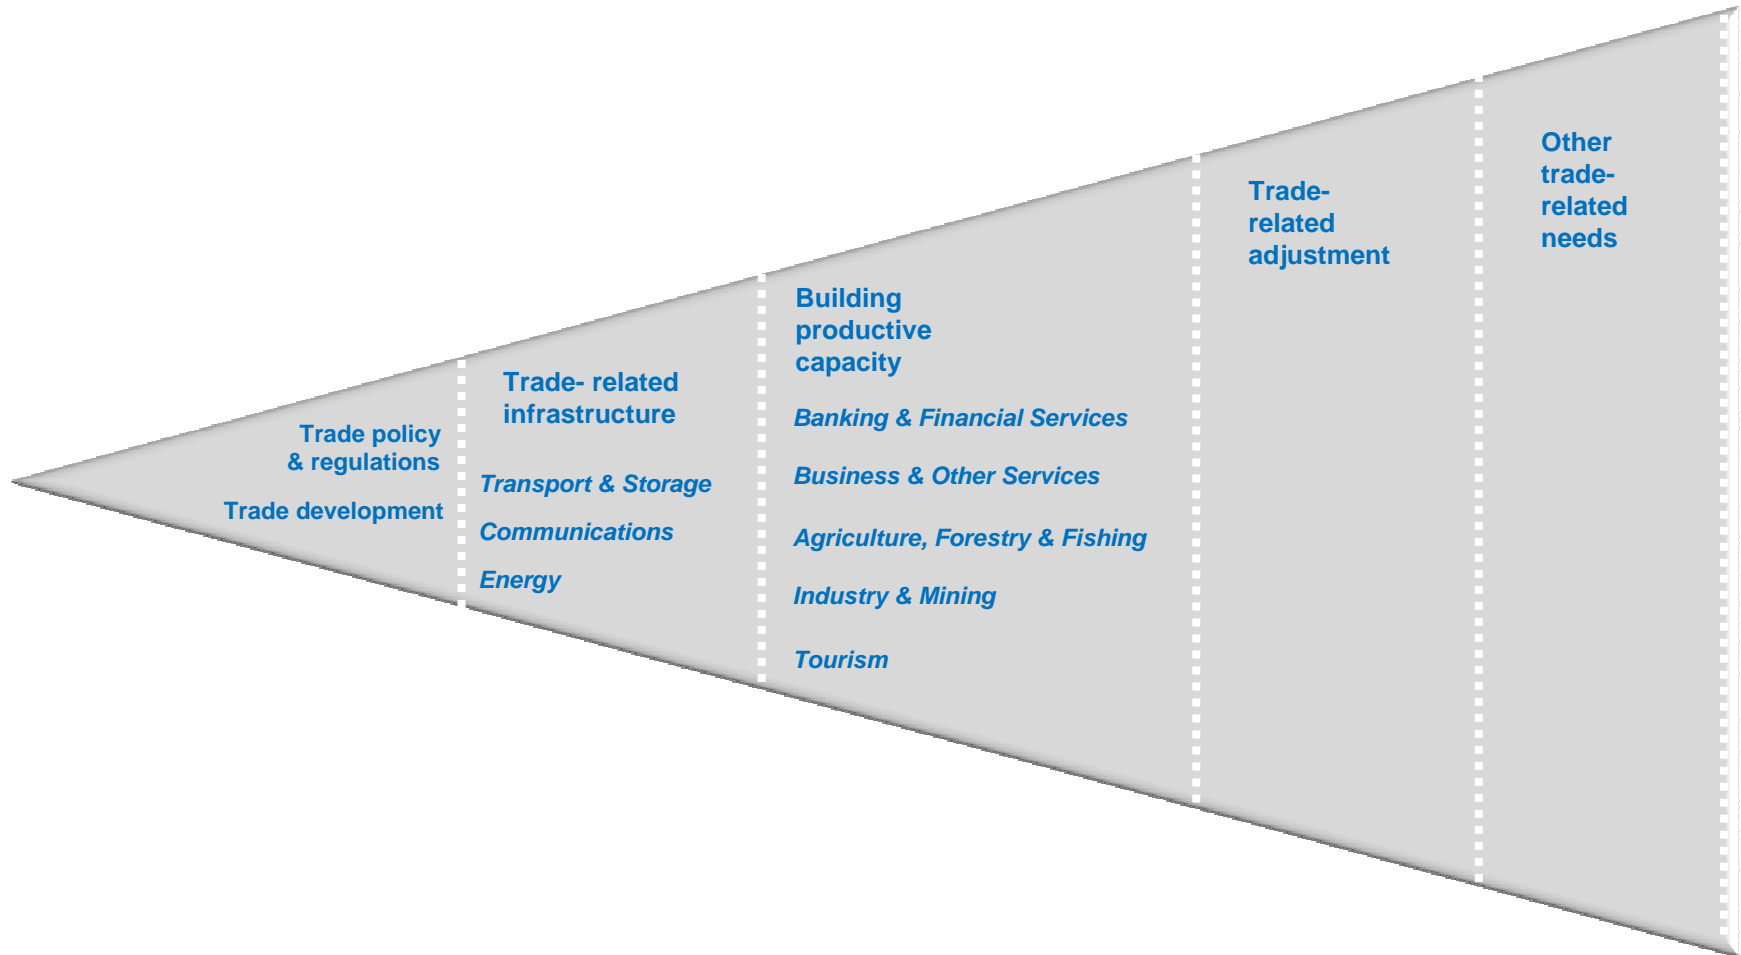 Trade policy
& regulations
Trade development
Trade- related
infrastructure
Transport & Storage
Communications
Energy
Building
productive
capacity
Banking & Financial Services
Business & Other Services
Agriculture, Forestry & Fishing
Industry & Mining
Tourism
Trade-
related
adjustment
Other
trade-
related
needs